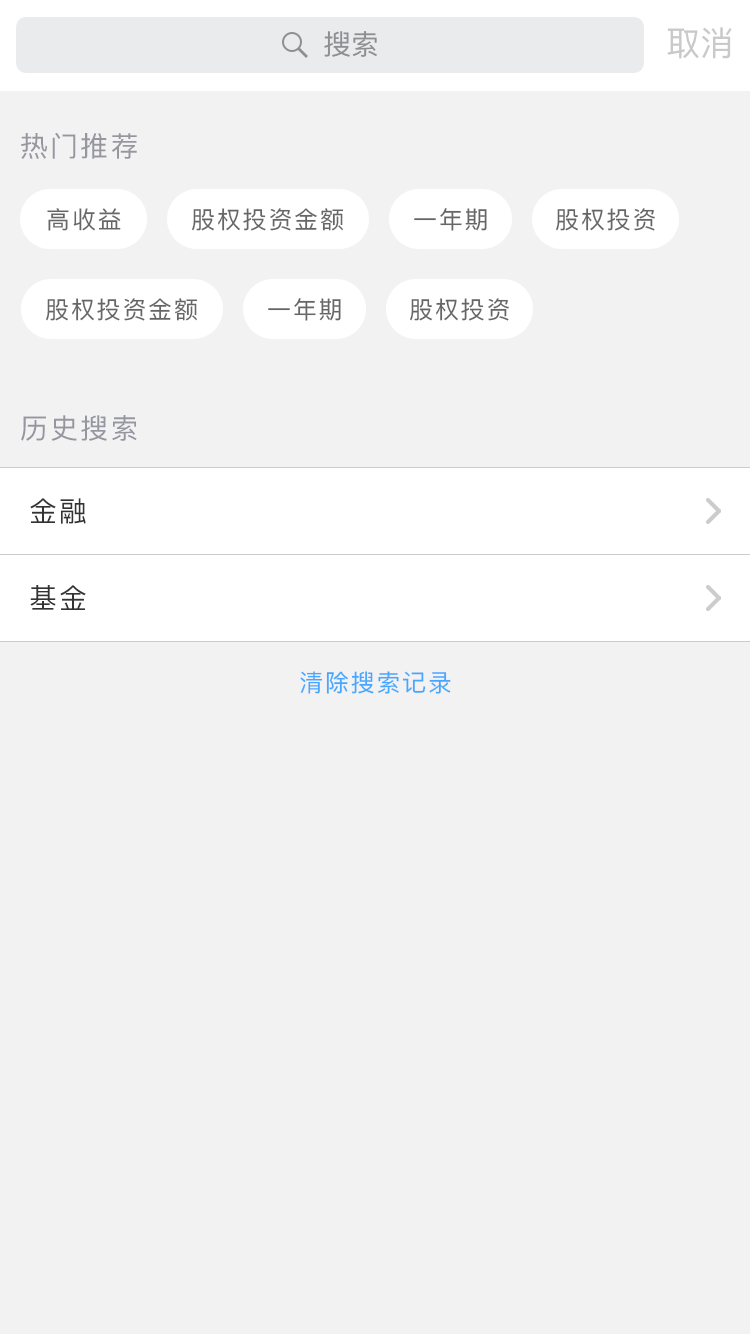 搜索 取消
热门推荐
高收益 股权投资金额 一年期 股权投资
股权投资金额 一年期 股权投资
历史搜索
金融
基金
清除搜索记录